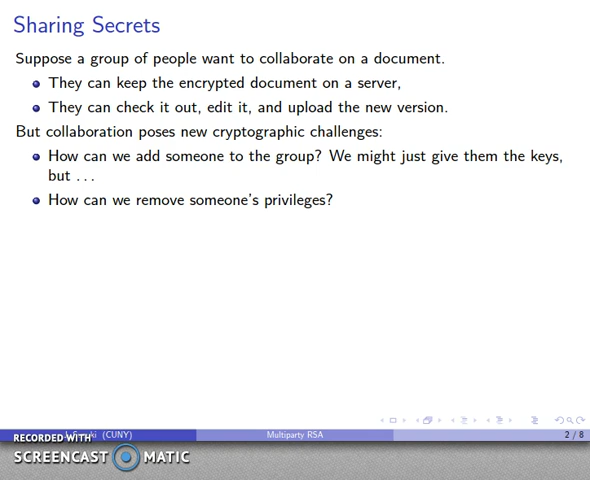 Sharing Secrets
Suppose a group of people want to collaborate on a document.
They can keep the encrypted document on a server,
They can check it out, edit it, and upload the new version.
But collaboration poses new cryptographic challenges:
How can we add someone to the group? We might just give them the keys,
but ...
How can we remove someone's privileges?
(CUNY)
Multiparty RSA
2 / 8
RECORDED WITH
SCREENCAST MATIC